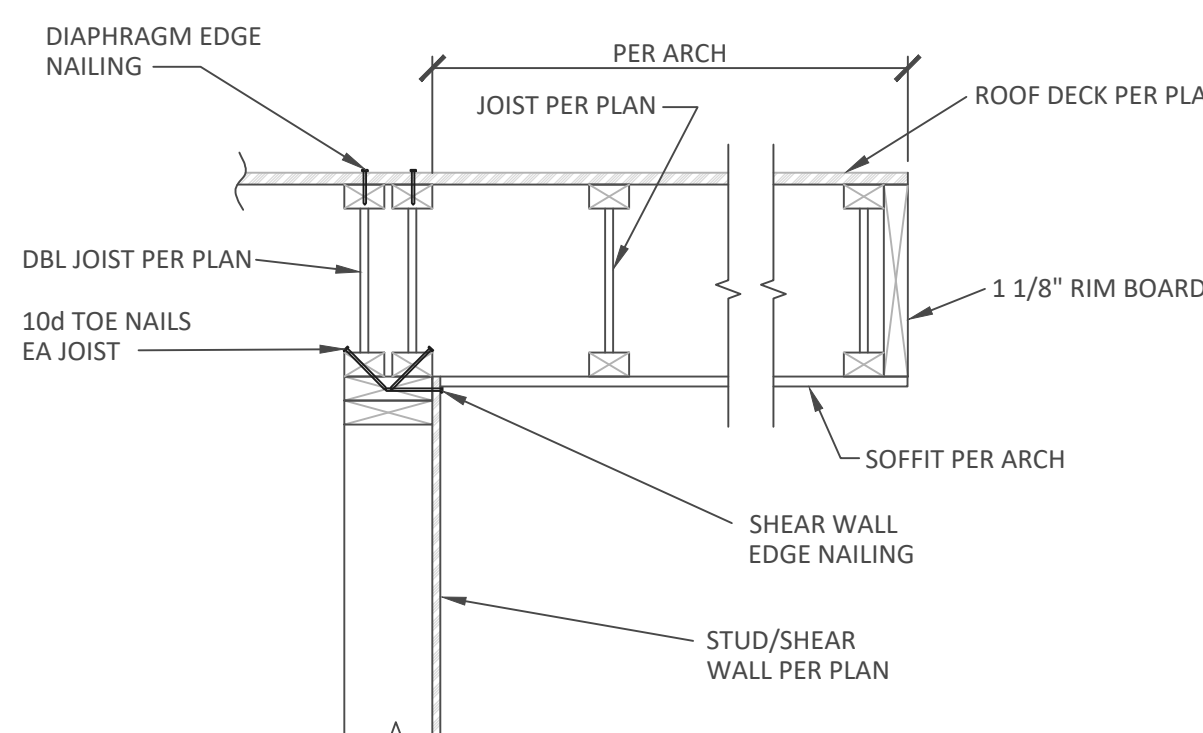 DIAPHRAGM EDGE
NAILING
PER ARCH
JOIST PER PLAN
ROOF DECK PER PLA
DBL JOIST PER PLAN
1 1/8" RIM BOARD
10d TOE NAILS
EA JOIST
SOFFIT PER ARCH
SHEAR WALL
EDGE NAILING
STUD/SHEAR
WALL PER PLAN